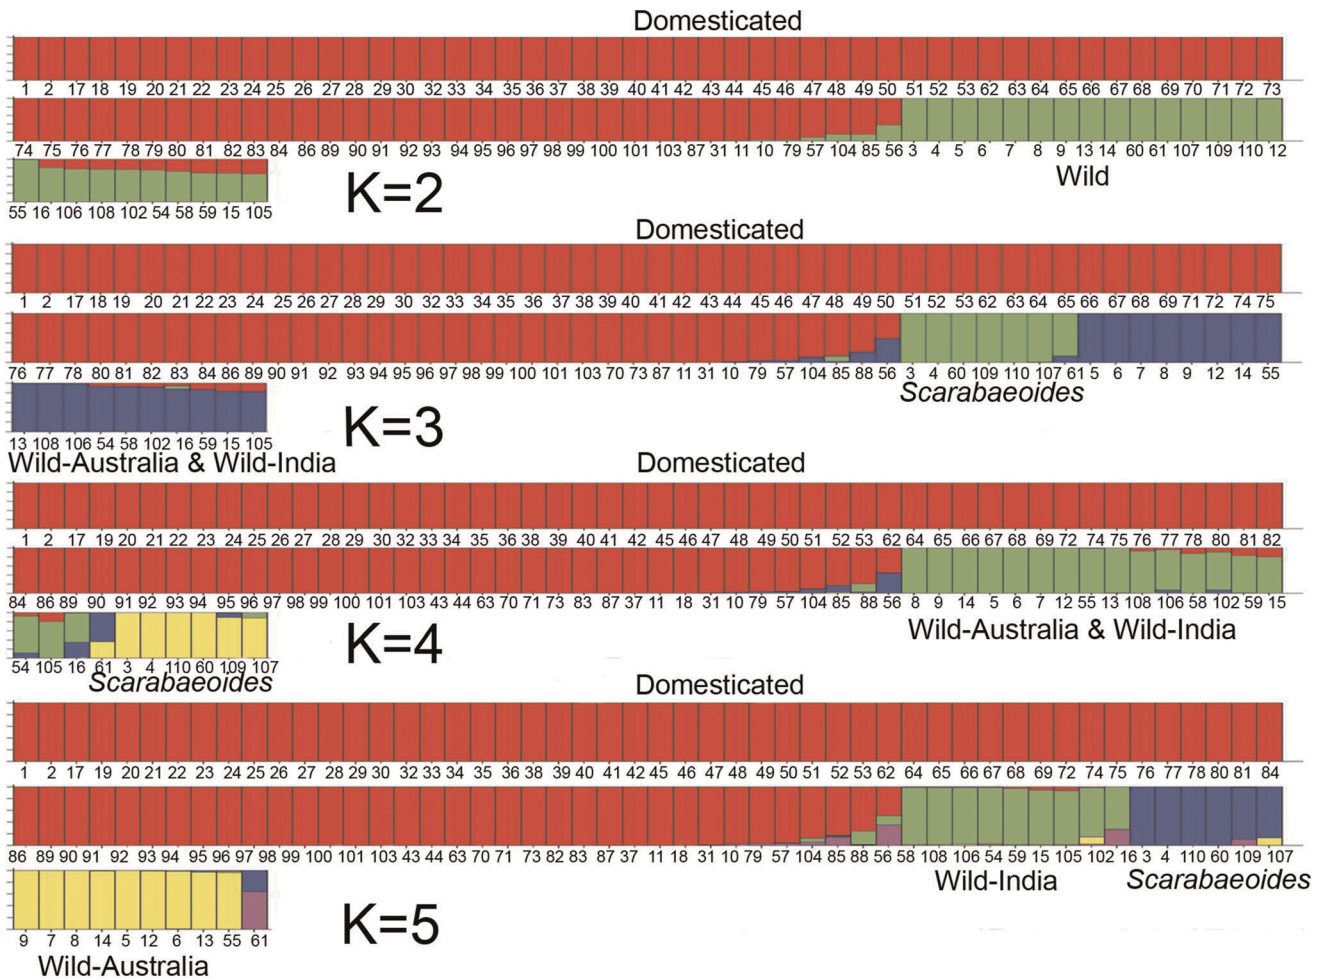 Domesticated
1 2 17 18 19 20 21 22 23 24 25 26 27 28 29 30 32 33 34 35 36 37 38 39 40 41 42 43 44 45 46 47 48 49 50 51 52 53 62 63 64 65 66 67 68 69 70 71 72 73
74 75 76 77 78 79 80 81 82 83 84 86 89 90 91 92 93 94 95 96 97 98 99 100 101 103 87 31 11 10 79 57 104 85 56 3 4 5 6 7 8 9 13 14 60 61 107 109 110 12
Wild
55 16 106 108 102 54 58 59 15 105
K=2
Domesticated
1 2 17 18 19 20 21 22 23 24 25 26 27 28 29 30 32 33 34 35 36 37 38 39 40 41 42 43 44 45 46 47 48 49 50 51 52 53 62 63 64 65 66 67 68 69 71 72 74 75
76 77 78 80 81 82 83 84 86 89 90 91 92 93 94 95 96 97 98 99 100 101 103 70 73 87 11 31 10 79 57 104 85 88 56 3 4 60 109 110 107 61 5 6 7 8 9 12 14 55
Scarabaeoides
K=3
13 108 106 54 58 102 16 59 15 105
Wild-Australia & Wild-India
Domesticated
1 2 17 19 20 21 22 23 24 25 26 27 28 29 30 32 33 34 35 36 38 39 40 41 42 45 46 47 48 49 50 51 52 53 62 64 65 66 67 68 69 72 74 75 76 77 78 80 81 82
84 86 89 90 91 92 93 94 95 96 97 98 99 100 101 103 43 44 63 70 71 73 83 87 37 11 18 31 10 79 57 104 85 88 56 8 9 14 5 6 7 12 55 13 108 106 58 102 59 15
Wild-Australia & Wild-India
K=4
54 105 16 61 3 4 110 60 109 107
Scarabaeoides
Domesticated
1 2 17 19 20 21 22 23 24 25 26 27 28 29 30 32 33 34 35 36 38 39 40 41 42 45 46 47 48 49 50 51 52 53 62 64 65 66 67 68 69 72 74 75 76 77 78 80 81 84
86 89 90 91 92 93 94 95 96 97 98 99 100 101 103 43 44 63 70 71 73 82 83 87 37 11 18 31 10 79 57 104 85 88 56 58 108 106 54 59 15 105 102 16 3 4 110 60 109 107
Wild-India
Scarabaeoides
K=5
9 7 8 14 5 12 6 13 55 61
Wild-Australia